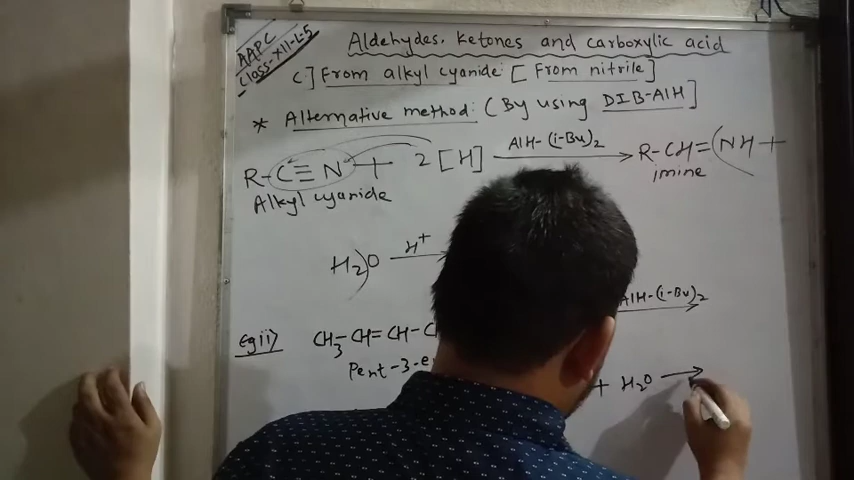 AAPC
Class-XII-L-5
Aldehydes, Ketones and carboxylic acid
C] From alkyl cyanide [From nitrile]
* Alternative method: (By using DIB-AlH]
R-C≡N + 2[H] AlH-(i-Bu)2 → R-CH=(NH +
Alkyl cyanide imine
H2)O H+ →
Eg ii) CH3-CH=CH- AlH-(i-Bu)2 →
Pent-3-
+ H2O →